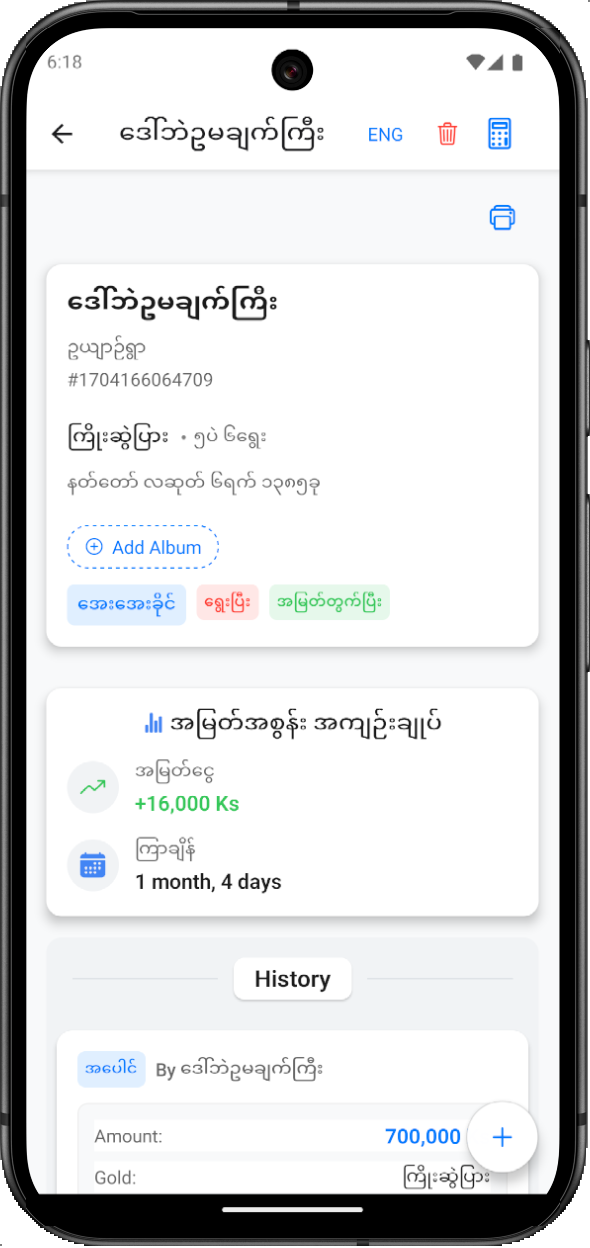 6:18
ဒေါ်ဘဲဥမချက်ကြီး ENG
ဒေါ်ဘဲဥမချက်ကြီး
ဥယျာဉ်ရွာ
#1704166064709
ကြိုးဆွဲပြား • ၅ပဲ ၆ရွေး
နတ်တော် လဆုတ် ၆ရက် ၁၃၈၅ခု
Add Album
အေးအေးခိုင် ရွေးပြီး အမြတ်တွက်ပြီး
အမြတ်အစွန်း အကျဉ်းချုပ်
အမြတ်ငွေ
+16,000 Ks
ကြာချိန်
1 month, 4 days
History
အပေါင် By ဒေါ်ဘဲဥမချက်ကြီး
Amount: 700,000
Gold: ကြိုးဆွဲပြား